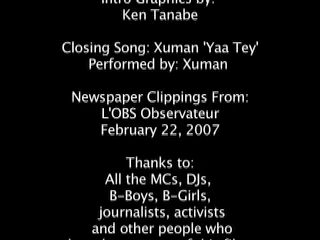 Intro Graphics by:
Ken Tanabe
Closing Song: Xuman 'Yaa Tey'
Performed by: Xuman
Newspaper Clippings From:
L'OBS Observateur
February 22, 2007
Thanks to:
All the MCs, DJs,
B-Boys, B-Girls,
journalists, activists
and other people who